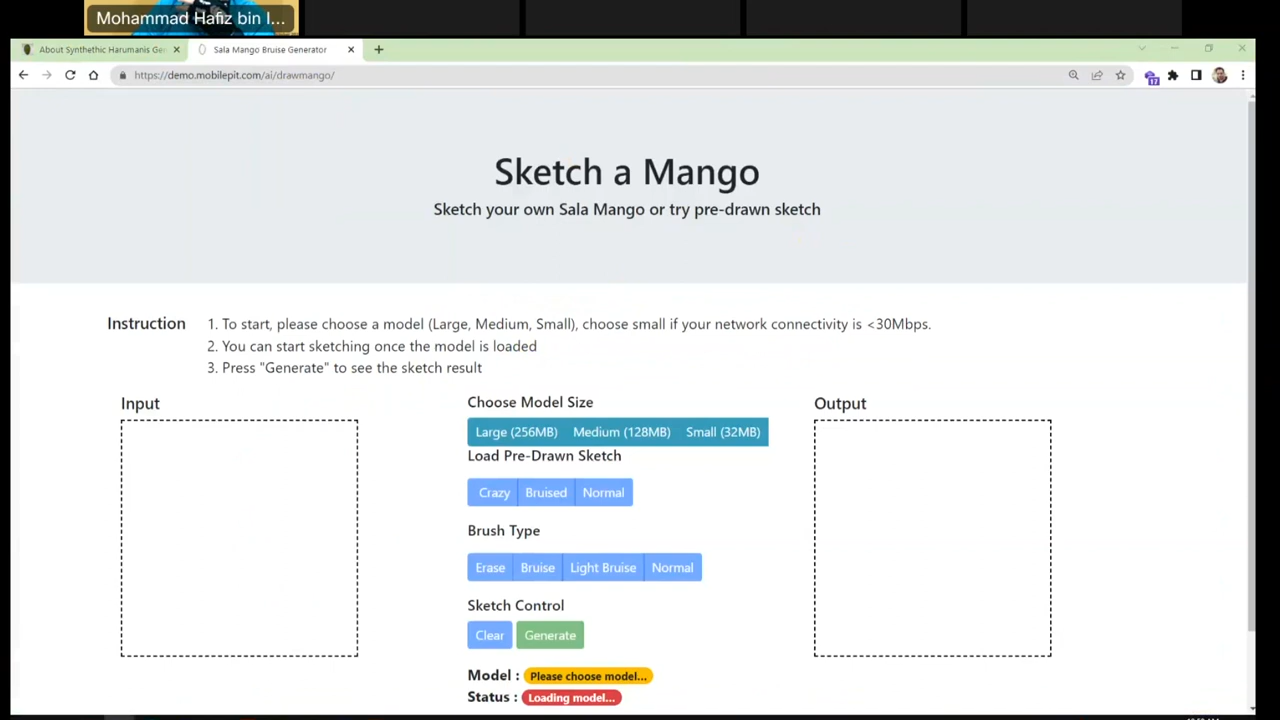 Mohammad Hafiz bin I...
About Synthethic Harumanis Ge
Sala Mango Bruise Generator
https://demo.mobilepit.com/ai/drawmango/
17
Sketch a Mango
Sketch your own Sala Mango or try pre-drawn sketch
Instruction
1. To start, please choose a model (Large, Medium, Small), choose small if your network connectivity is <30Mbps.
2. You can start sketching once the model is loaded
3. Press "Generate" to see the sketch result
Input
Choose Model Size
Output
Large (256MB) Medium (128MB) Small (32MB)
Load Pre-Drawn Sketch
Crazy Bruised Normal
Brush Type
Erase Bruise Light Bruise Normal
Sketch Control
Clear Generate
Model : Please choose model...
Status : Loading model...